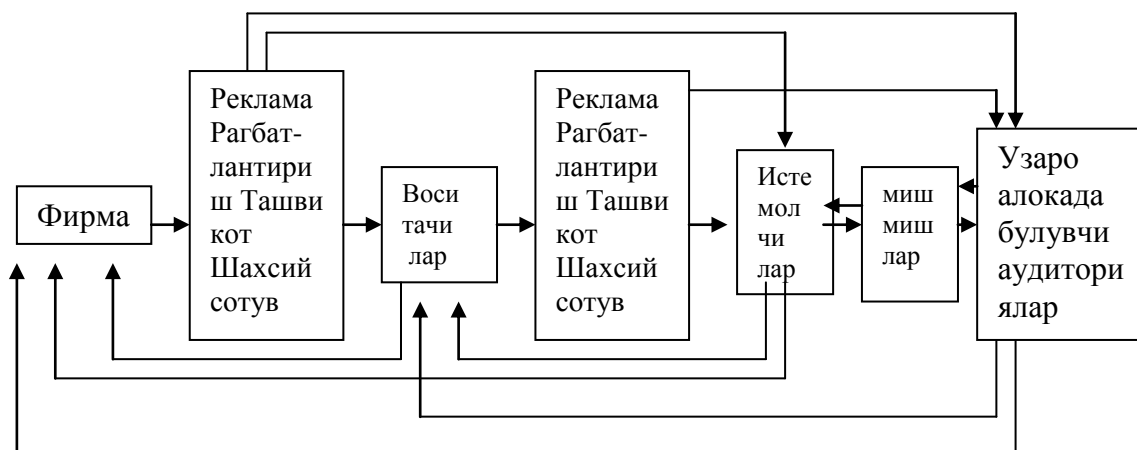 Фирма
Реклама
Рагбат-
лантири
ш Ташви
кот
Шахсий
сотув
Воси
тачи
лар
Реклама
Рагбат-
лантири
ш Ташви
кот
Шахсий
сотув
Исте
мол
чи
лар
миш
миш
лар
Узаро
алокада
булувчи
аудитори
ялар